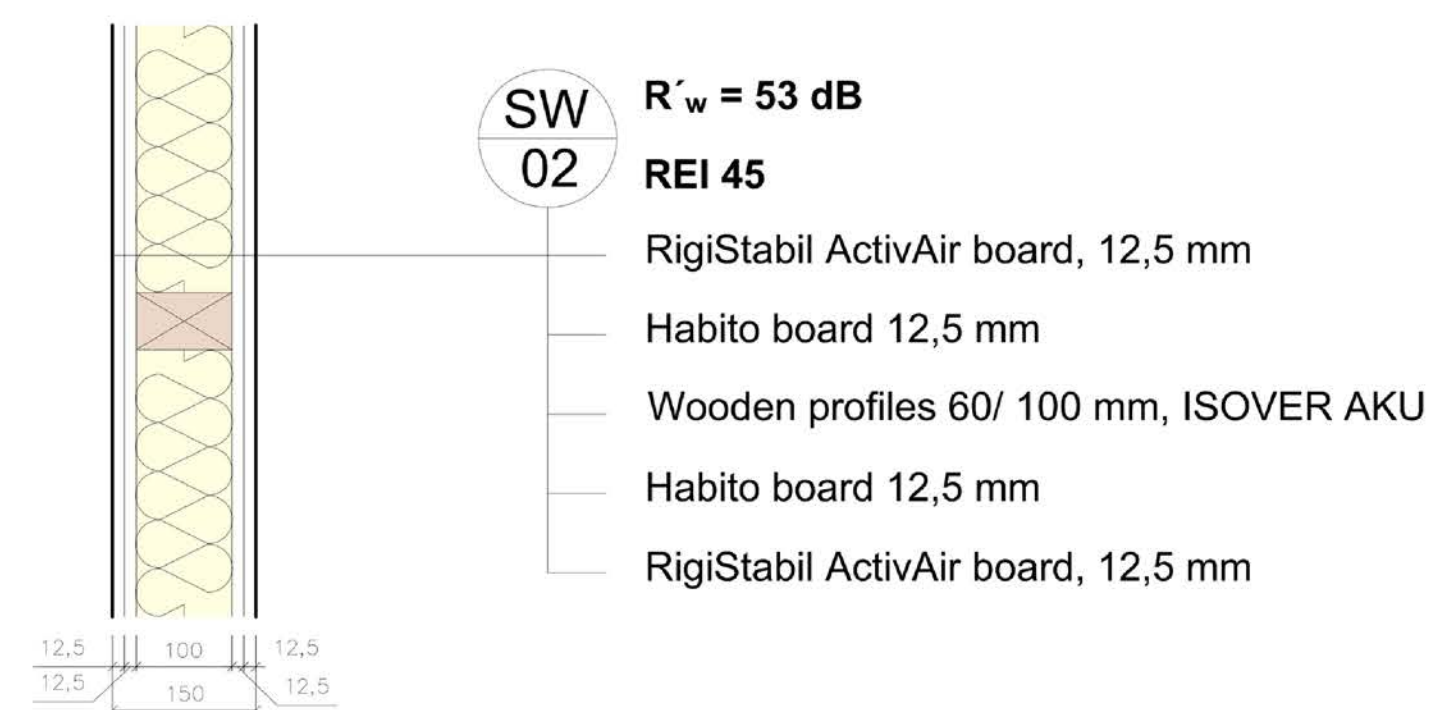 SW
02
R´w = 53 dB
REI 45
RigiStabil ActivAir board, 12,5 mm
Habito board 12,5 mm
Wooden profiles 60/ 100 mm, ISOVER AKU
Habito board 12,5 mm
RigiStabil ActivAir board, 12,5 mm
12,5 100 12,5
12,5 150 12,5